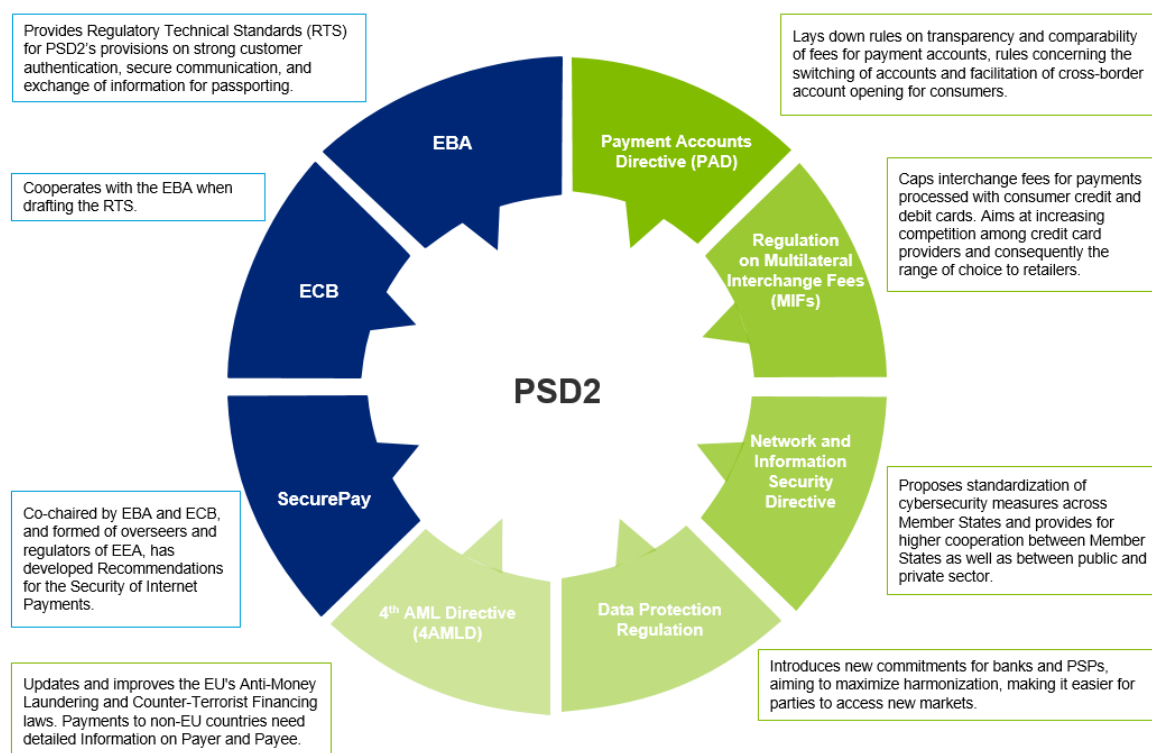 Provides Regulatory Technical Standards (RTS)
for PSD2's provisions on strong customer
authentication, secure communication, and
exchange of information for passporting.
Lays down rules on transparency and comparability
of fees for payment accounts, rules concerning the
switching of accounts and facilitation of cross-border
account opening for consumers.
EBA
Payment Accounts
Directive (PAD)
Cooperates with the EBA when
drafting the RTS.
Caps interchange fees for payments
processed with consumer credit and
debit cards. Aims at increasing
competition among credit card
providers and consequently the
range of choice to retailers.
ECB
Regulation
on Multilateral
Interchange Fees
(MIFs)
PSD2
SecurePay
Network and
Information
Security
Directive
Co-chaired by EBA and ECB,
and formed of overseers and
regulators of EEA, has
developed Recommendations
for the Security of Internet
Payments.
Proposes standardization of
cybersecurity measures across
Member States and provides for
higher cooperation between Member
States as well as between public and
private sector.
4th AML Directive
(4AMLD)
Data Protection
Regulation
Updates and improves the EU's Anti-Money
Laundering and Counter-Terrorist Financing
laws. Payments to non-EU countries need
detailed Information on Payer and Payee.
Introduces new commitments for banks and PSPs,
aiming to maximize harmonization, making it easier for
parties to access new markets.